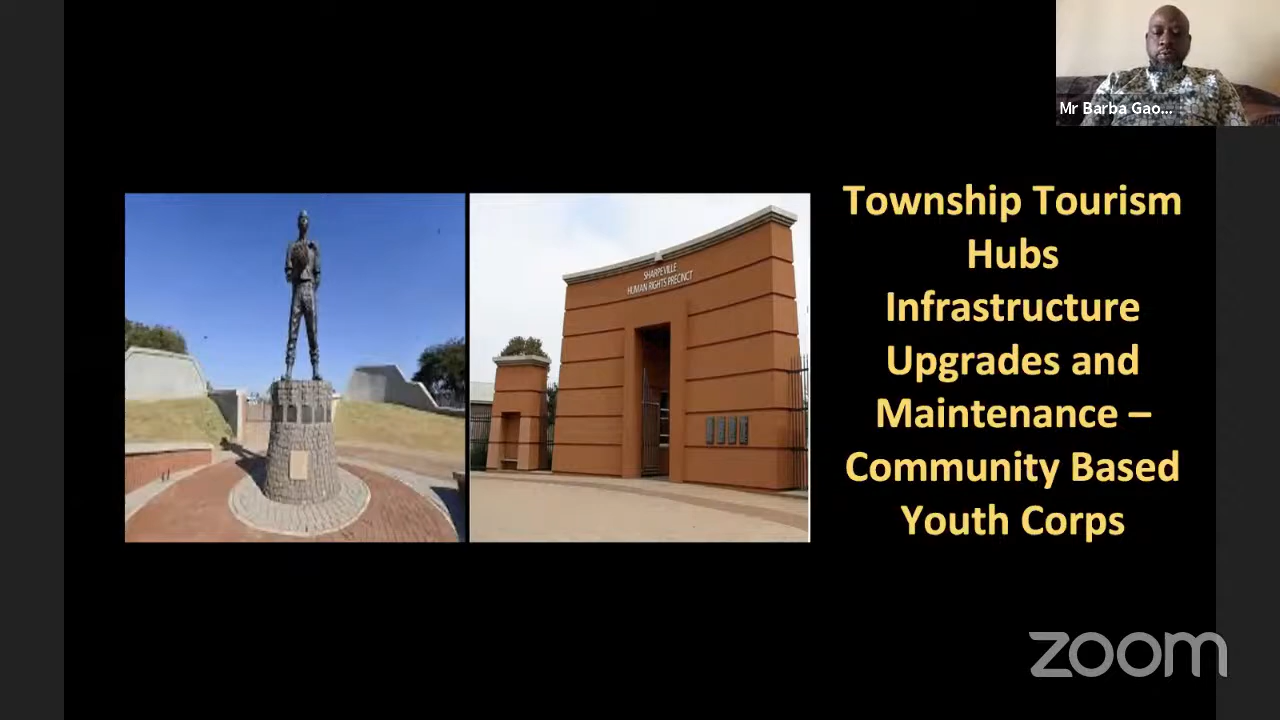 Mr Barba Gao...
Township Tourism
Hubs
Infrastructure
Upgrades and
Maintenance –
Community Based
Youth Corps
SHARPEVILLE
HUMAN RIGHTS PRECINCT
zoom